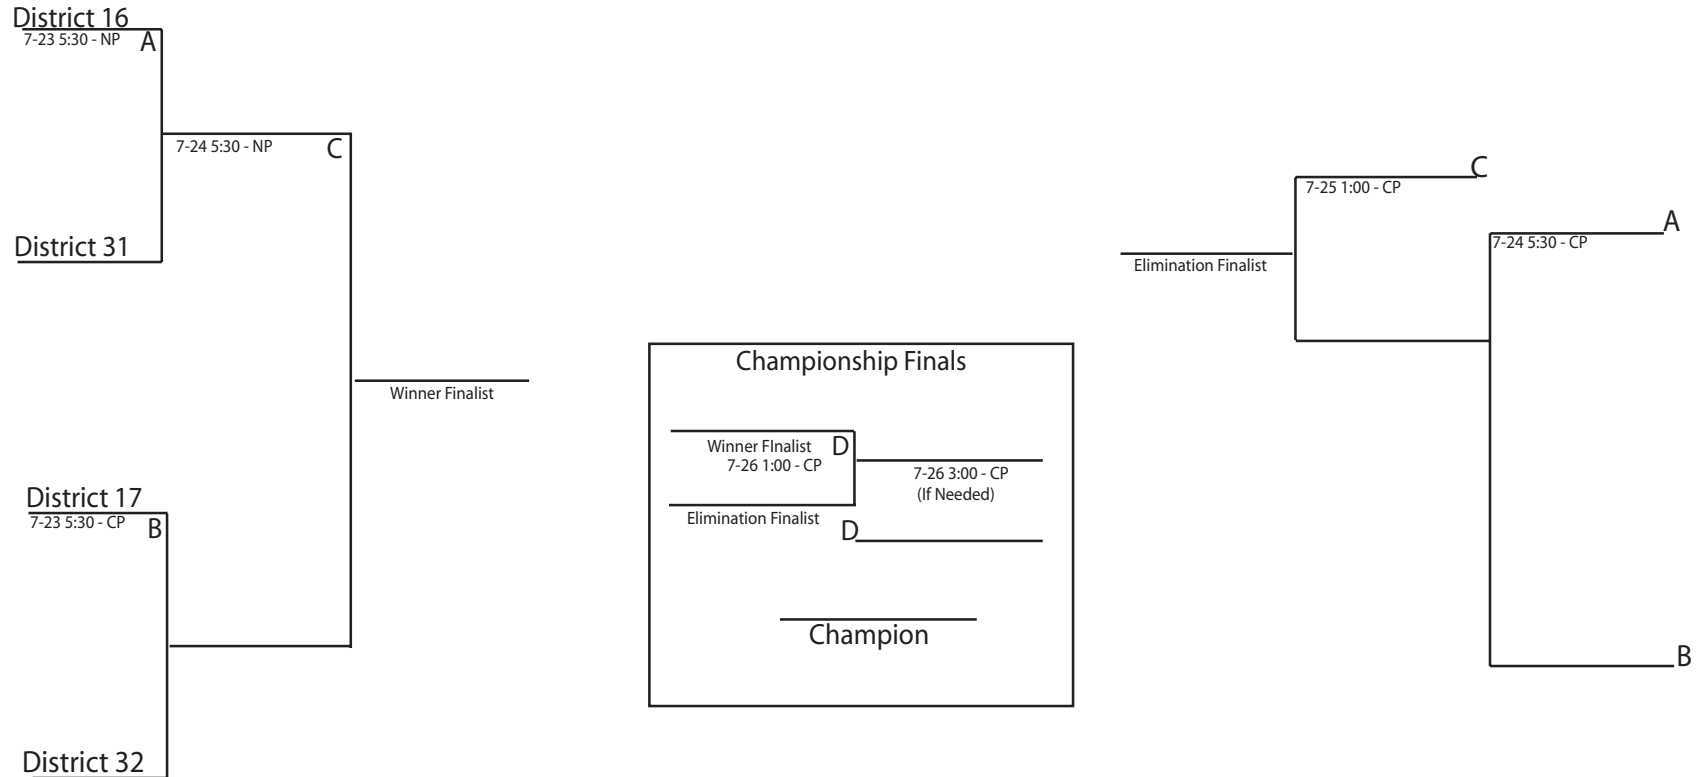 District 16
7-23 5:30 - NP
A
7-24 5:30 - NP
C
District 31
Winner Finalist
District 17
7-23 5:30 - CP
B
District 32
Championship Finals
Winner FInalist
D
7-26 1:00 - CP
7-26 3:00 - CP
(If Needed)
Elimination Finalist
D
Champion
C
7-25 1:00 - CP
A
7-24 5:30 - CP
Elimination Finalist
B